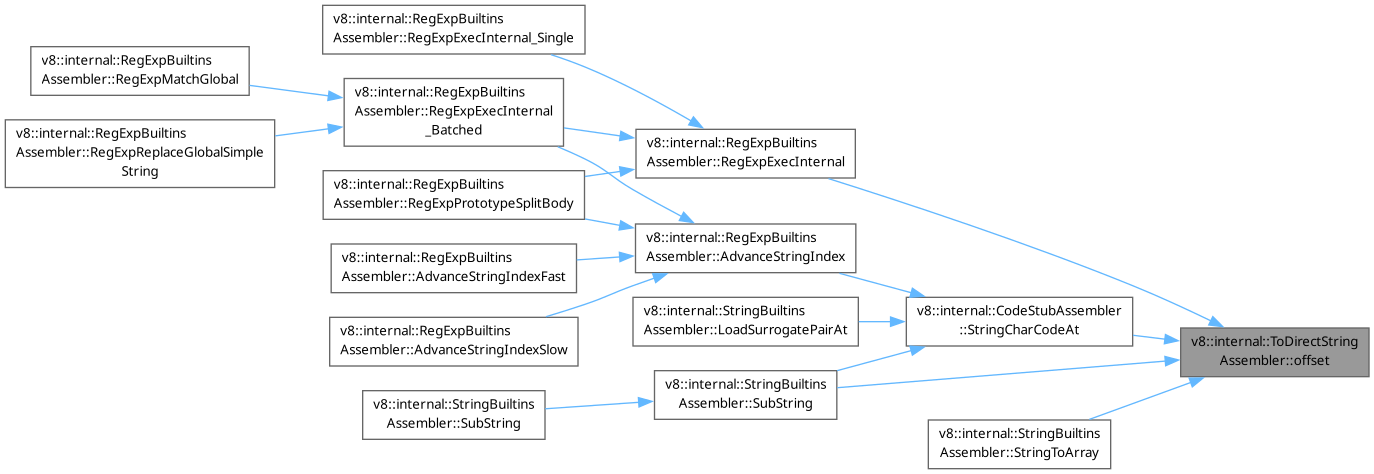 v8::internal::RegExpBuiltins
Assembler::RegExpExecInternal_Single
v8::internal::RegExpBuiltins
Assembler::RegExpMatchGlobal
v8::internal::RegExpBuiltins
Assembler::RegExpExecInternal
_Batched
v8::internal::RegExpBuiltins
Assembler::RegExpReplaceGlobalSimple
String
v8::internal::RegExpBuiltins
Assembler::RegExpExecInternal
v8::internal::RegExpBuiltins
Assembler::RegExpPrototypeSplitBody
v8::internal::RegExpBuiltins
Assembler::AdvanceStringIndex
v8::internal::RegExpBuiltins
Assembler::AdvanceStringIndexFast
v8::internal::StringBuiltins
Assembler::LoadSurrogatePairAt
v8::internal::CodeStubAssembler
::StringCharCodeAt
v8::internal::RegExpBuiltins
Assembler::AdvanceStringIndexSlow
v8::internal::ToDirectString
Assembler::offset
v8::internal::StringBuiltins
Assembler::SubString
v8::internal::StringBuiltins
Assembler::SubString
v8::internal::StringBuiltins
Assembler::StringToArray